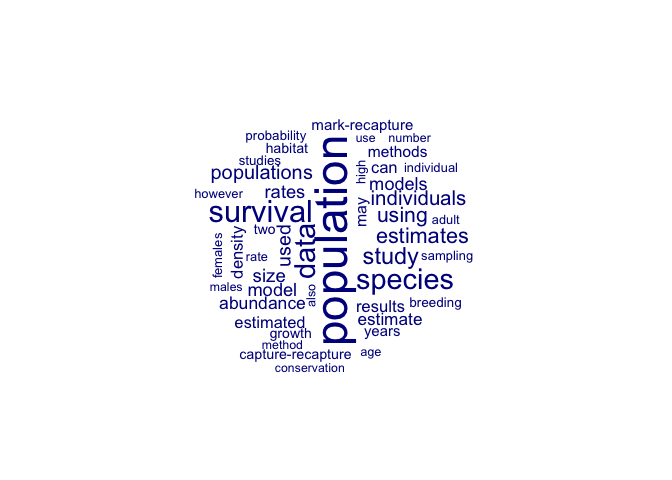 mark-recapture
probability
use
number
habitat
methods
studies
high
can
individual
populations
models
however
rates
individuals
survival
population
may
using
adult
two
used
data
estimates
females
density
rate
study
sampling
size
species
males
model
also
abundance
results
breeding
estimated
estimate
growth
years
method
capture-recapture
age
conservation